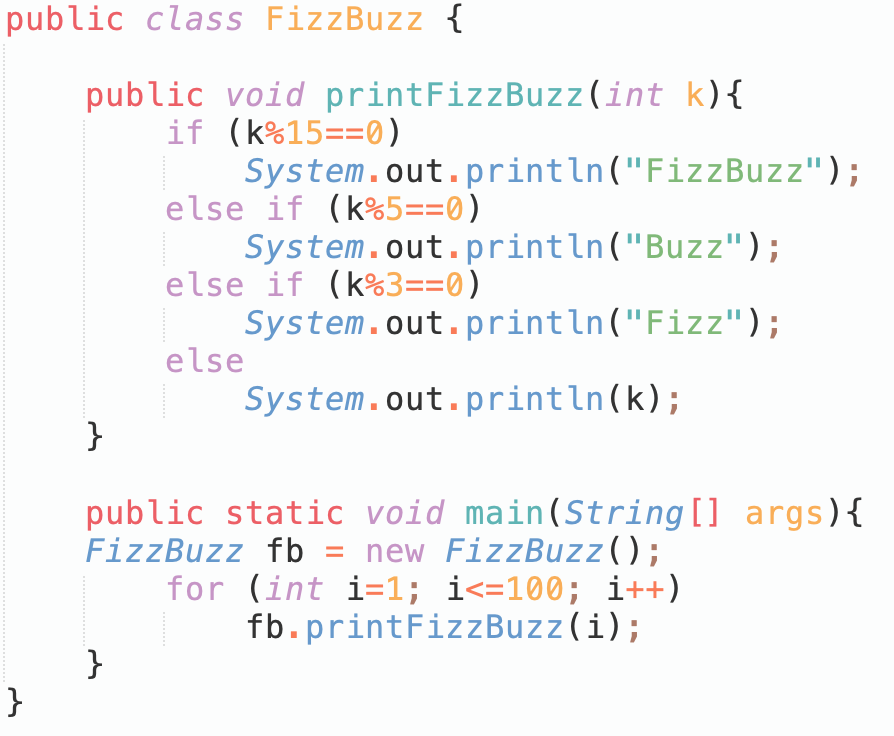 public class FizzBuzz {
    public void printFizzBuzz(int k){
        if (k%15==0)
            System.out.println("FizzBuzz");
        else if (k%5==0)
            System.out.println("Buzz");
        else if (k%3==0)
            System.out.println("Fizz");
        else
            System.out.println(k);
    }
    public static void main(String[] args){
    FizzBuzz fb = new FizzBuzz();
        for (int i=1; i<=100; i++)
            fb.printFizzBuzz(i);
    }
}